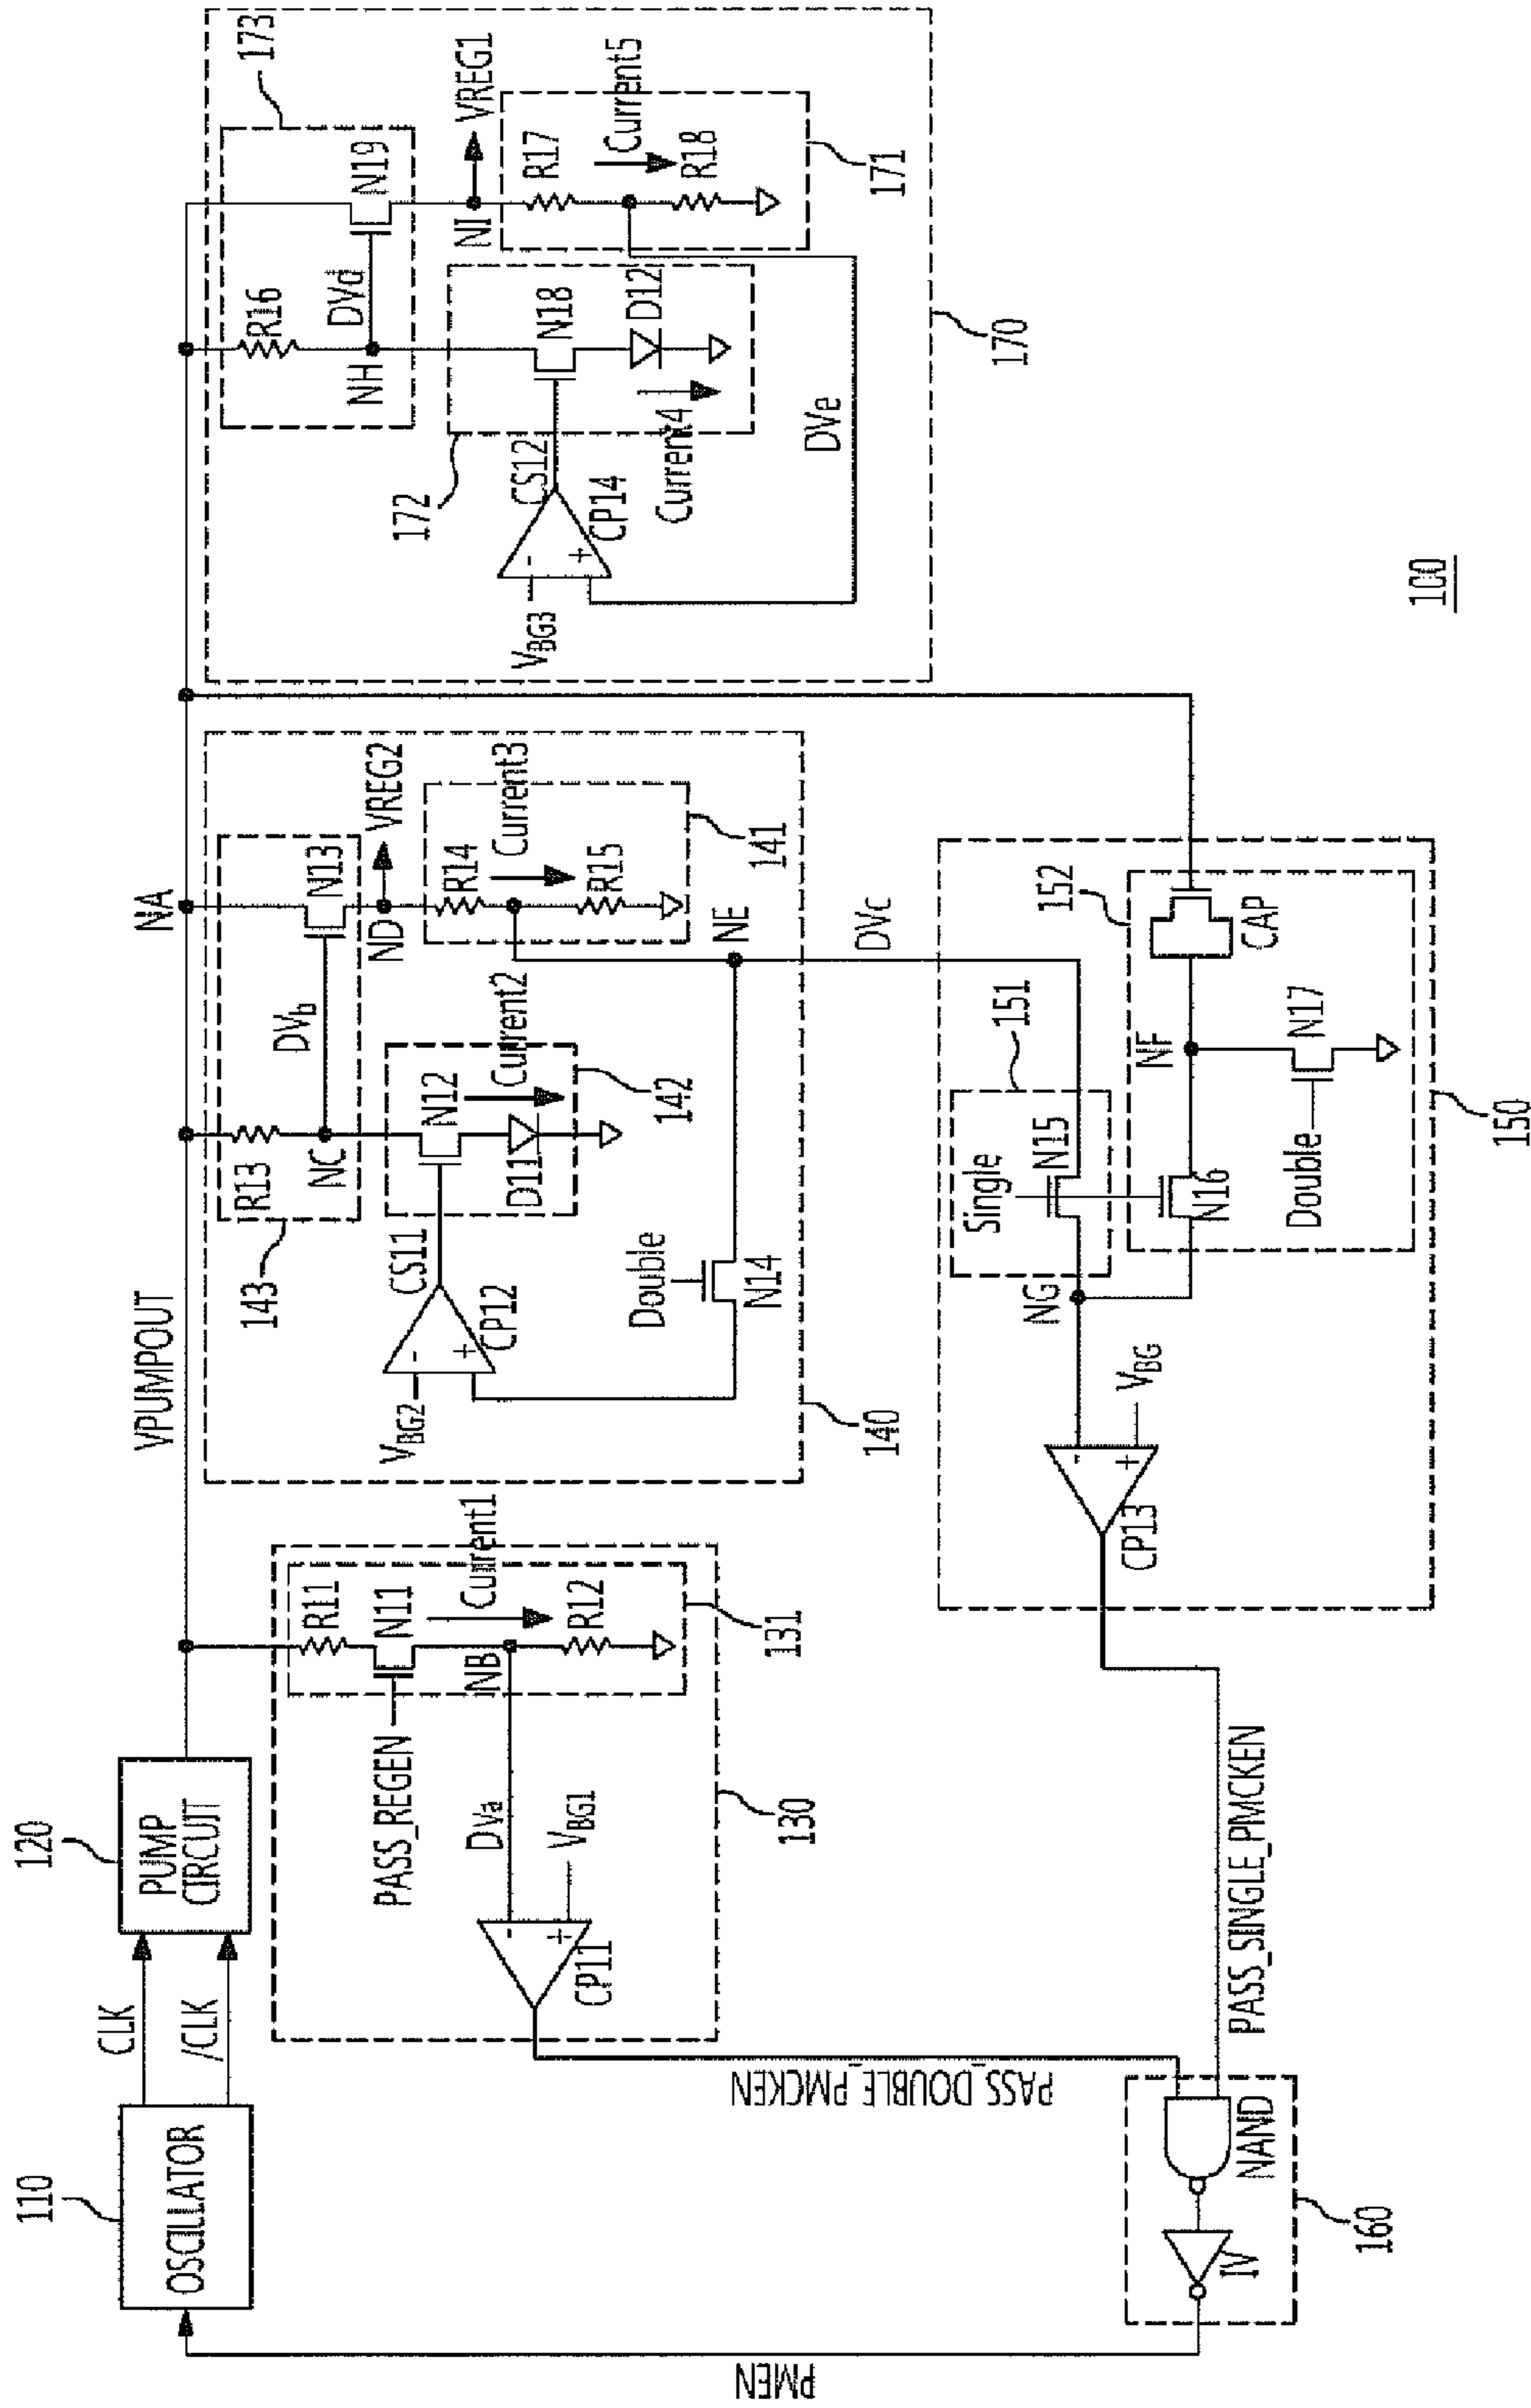 110
OSCILLATOR
CLK
/CLK
120
PUMP
CIRCUIT
VPUMPOUT
NA
PMEN
PASS_REGEN
R11
N11
Current1
NB
R12
131
DVa
VBG1
CP11
130
PASS_DOUBLE_PMCKEN
143
R13
NC
DVb
N13
ND
VREG2
R14
Current3
R15
141
VBG2
CS11
CP12
N12
Current2
D11
142
Double
N14
NE
140
DVc
173
R16
NH
DVd
N19
NI
VREG1
R17
Current5
R18
171
172
CS12
N18
D12
Current4
VBG3
CP14
DVe
170
151
Single
N15
NG
152
CAP
NF
N16
N17
Double
VBG
CP13
150
PASS_SINGLE_PMCKEN
NAND
IV
160
100